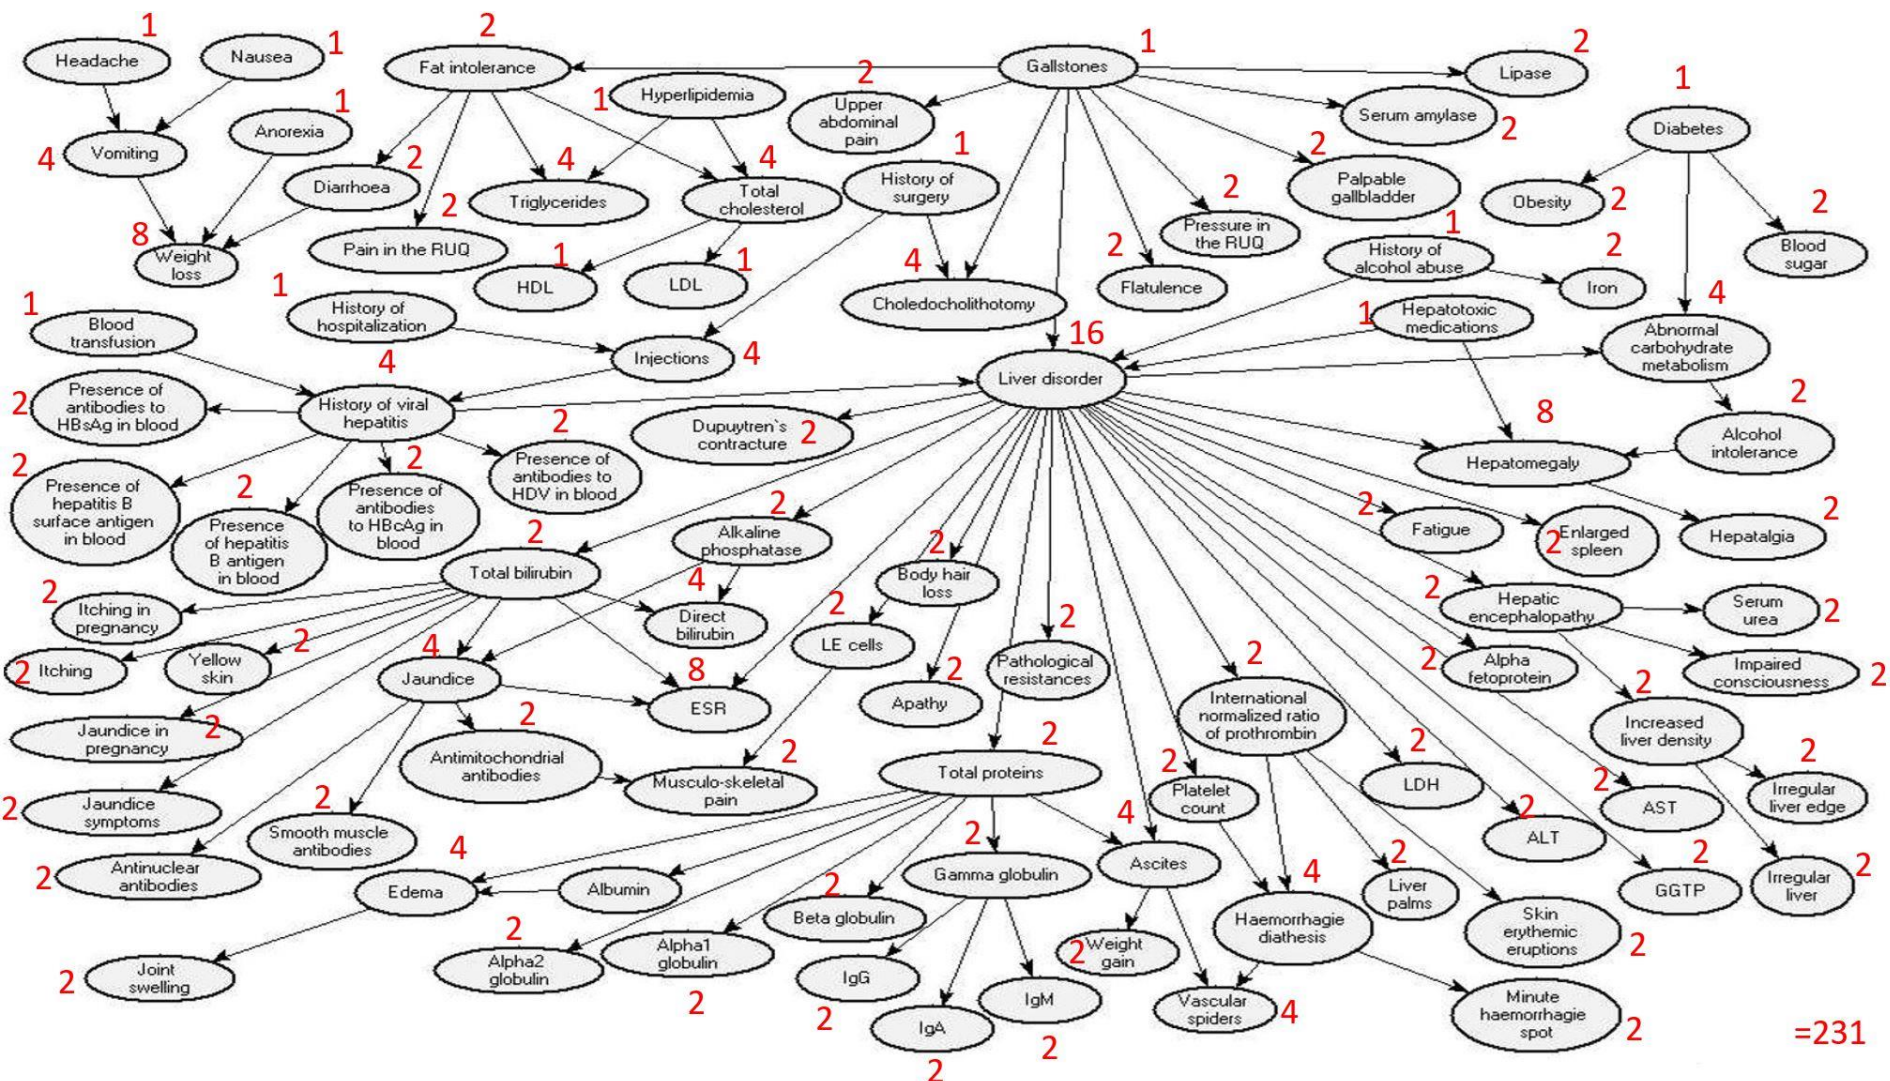 1
Headache
1
Nausea
2
Fat intolerance
1
Gallstones
2
Lipase
1
Anorexia
1
Hyperlipidemia
2
Upper
abdominal
pain
Serum amylase
2
1
Diabetes
4
Vomiting
2
Diarrhoea
4
Triglycerides
4
Total
cholesterol
1
History of
surgery
2
Palpable
gallbladder
Obesity
2
2
Blood
sugar
8
Weight
loss
2
Pain in the RUQ
1
HDL
1
LDL
4
Choledocholithotomy
2
Flatulence
2
Pressure in
the RUQ
1
History of
alcohol abuse
2
Iron
1
Blood
transfusion
1
History of
hospitalization
Injections
4
16
Liver disorder
1
Hepatotoxic
medications
4
Abnormal
carbohydrate
metabolism
2
Presence of
antibodies to
HBsAg in blood
4
History of viral
hepatitis
2
Presence of
antibodies to
HDV in blood
Dupuytren`s
contracture
2
8
Hepatomegaly
2
Alcohol
intolerance
2
Presence of
hepatitis B
surface antigen
in blood
2
Presence
of hepatitis
B antigen
in blood
2
Presence of
antibodies
to HBcAg in
blood
2
Total bilirubin
2
Alkaline
phosphatase
2
Body hair
loss
2
Fatigue
2
Enlarged
spleen
2
Hepatalgia
2
Itching in
pregnancy
4
Direct
bilirubin
2
LE cells
2
Pathological
resistances
2
Hepatic
encephalopathy
Serum
urea
2
2
Itching
2
Yellow
skin
4
Jaundice
8
ESR
2
Apathy
2
International
normalized ratio
of prothrombin
2
Alpha
fetoprotein
Impaired
consciousness
2
Jaundice in
pregnancy
2
2
Antimitochondrial
antibodies
2
Musculo-skeletal
pain
2
Total proteins
2
Platelet
count
2
LDH
2
Increased
liver density
2
Irregular
liver edge
2
Jaundice
symptoms
2
Smooth muscle
antibodies
2
ALT
2
AST
2
Antinuclear
antibodies
4
Edema
Albumin
2
Beta globulin
2
Gamma globulin
4
Ascites
4
Haemorrhagie
diathesis
2
Liver
palms
2
GGTP
Irregular
liver
2
2
Joint
swelling
2
Alpha2
globulin
Alpha1
globulin
2
IgG
2
IgA
2
IgM
2
2
Weight
gain
Vascular
spiders
4
Skin
erythemic
eruptions
2
Minute
haemorrhagie
spot
2
=231